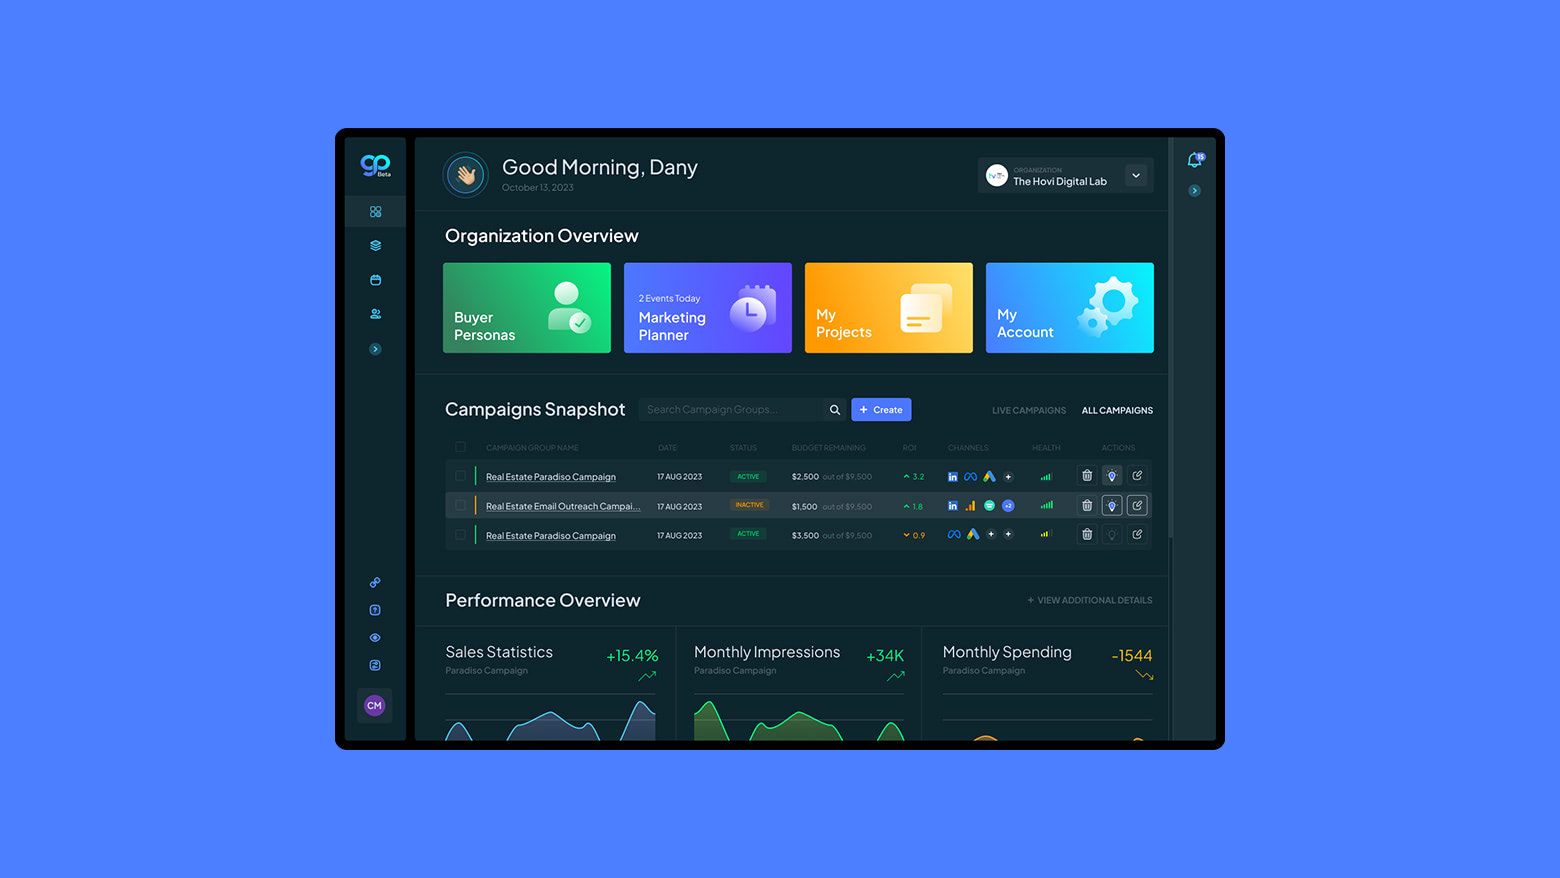 gp
Beta
Good Morning, Dany
October 13, 2023
ORGANIZATION
The Hovi Digital Lab
15
Organization Overview
Buyer
Personas
2 Events Today
Marketing
Planner
My
Projects
My
Account
Campaigns Snapshot
Search Campaign Groups...
+ Create
LIVE CAMPAIGNS
ALL CAMPAIGNS
CAMPAIGN GROUP NAME DATE STATUS BUDGET REMAINING ROI CHANNELS HEALTH ACTIONS
Real Estate Paradiso Campaign 17 AUG 2023 ACTIVE $2,500 out of $9,500 3.2 in +
Real Estate Email Outreach Campai... 17 AUG 2023 INACTIVE $1,500 out of $9,500 1.8 in +2
Real Estate Paradiso Campaign 17 AUG 2023 ACTIVE $3,500 out of $9,500 0.9 + +
Performance Overview
+ VIEW ADDITIONAL DETAILS
Sales Statistics
Paradiso Campaign
+15.4%
Monthly Impressions
Paradiso Campaign
+34K
Monthly Spending
Paradiso Campaign
-1544
?
CM